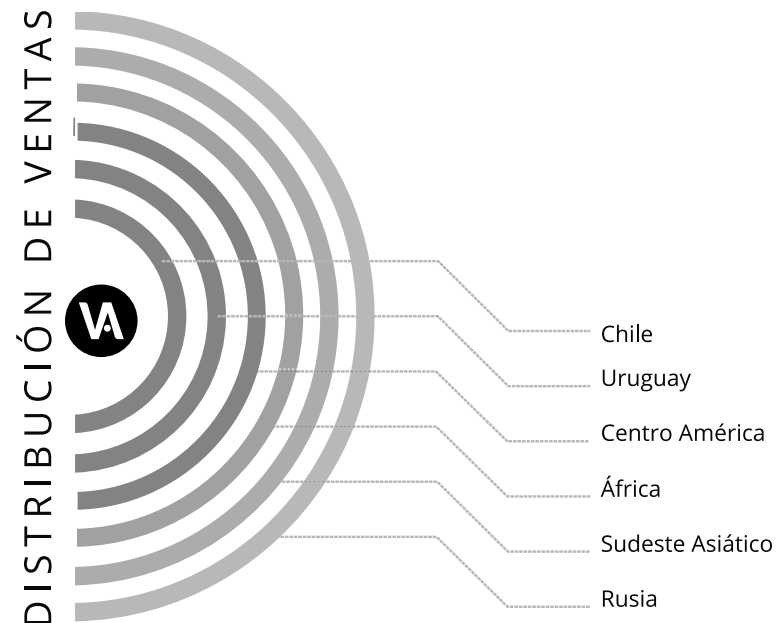 DISTRIBUCIÓN DE VENTAS
VA
Chile
Uruguay
Centro América
África
Sudeste Asiático
Rusia